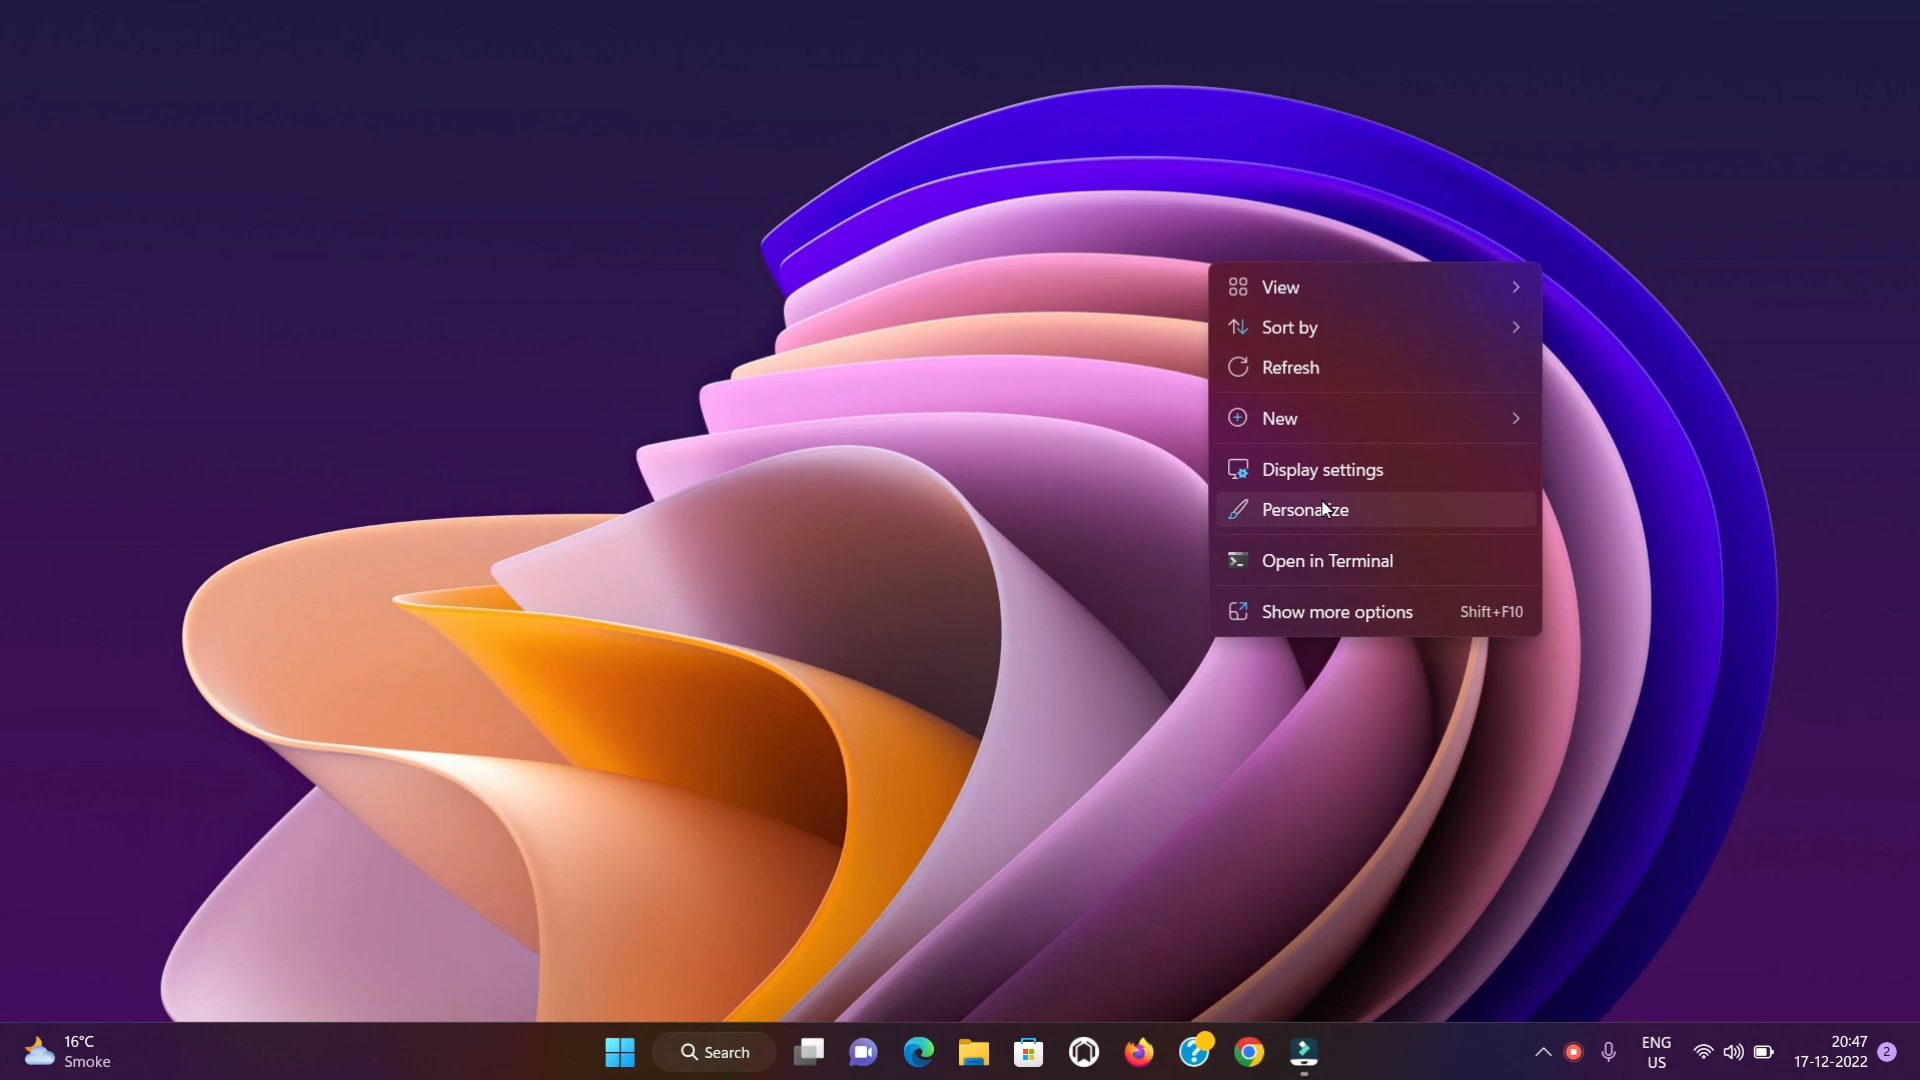 View
Sort by
Refresh
New
Display settings
Personalize
Open in Terminal
Show more options Shift+F10
16°C
Smoke
Search
ENG
US
20:47
17-12-2022
2